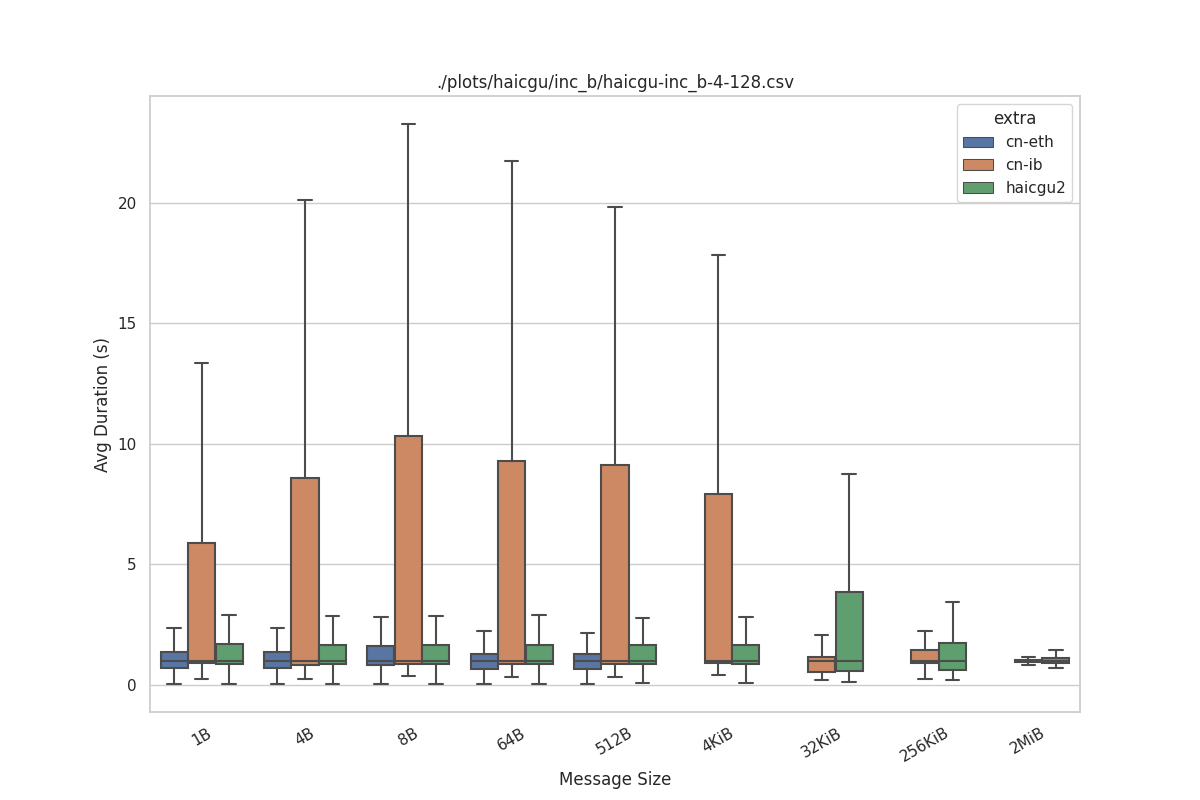 ./plots/haicgu/inc_b/haicgu-inc_b-4-128.csv
extra
cn-eth
cn-ib
haicgu2
Avg Duration (s)
20
15
10
5
0
1B
4B
8B
64B
512B
4KiB
32KiB
256KiB
2MiB
Message Size